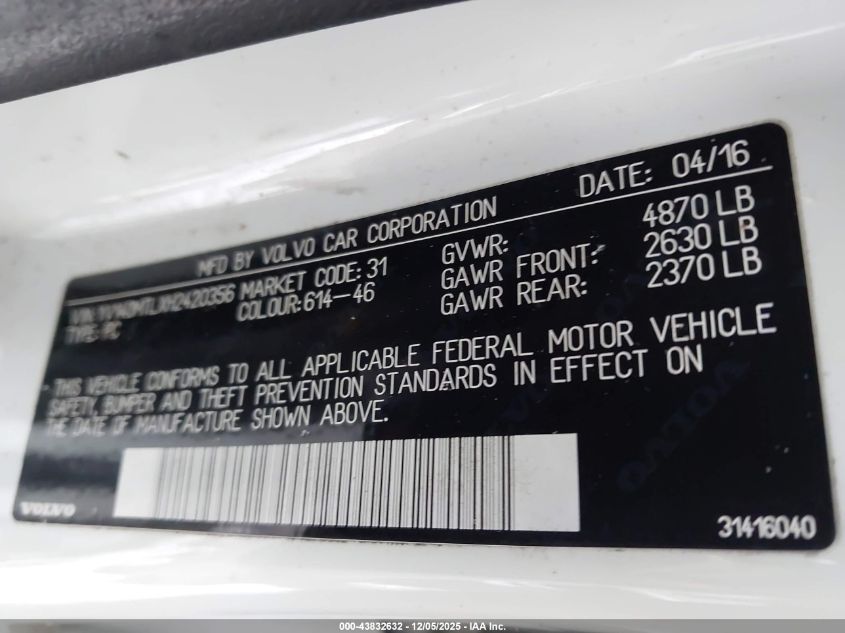 MFD BY VOLVO CAR CORPORATION DATE: 04/16
VIN: YV140MTLXH2420356 MARKET CODE: 31 GVWR: 4870 LB
TYPE: PC COLOUR: 614-46 GAWR FRONT: 2630 LB
GAWR REAR: 2370 LB
THIS VEHICLE CONFORMS TO ALL APPLICABLE FEDERAL MOTOR VEHICLE
SAFETY, BUMPER AND THEFT PREVENTION STANDARDS IN EFFECT ON
THE DATE OF MANUFACTURE SHOWN ABOVE.
VOLVO
31416040
000-43832632 - 12/05/2025 - IAA Inc.